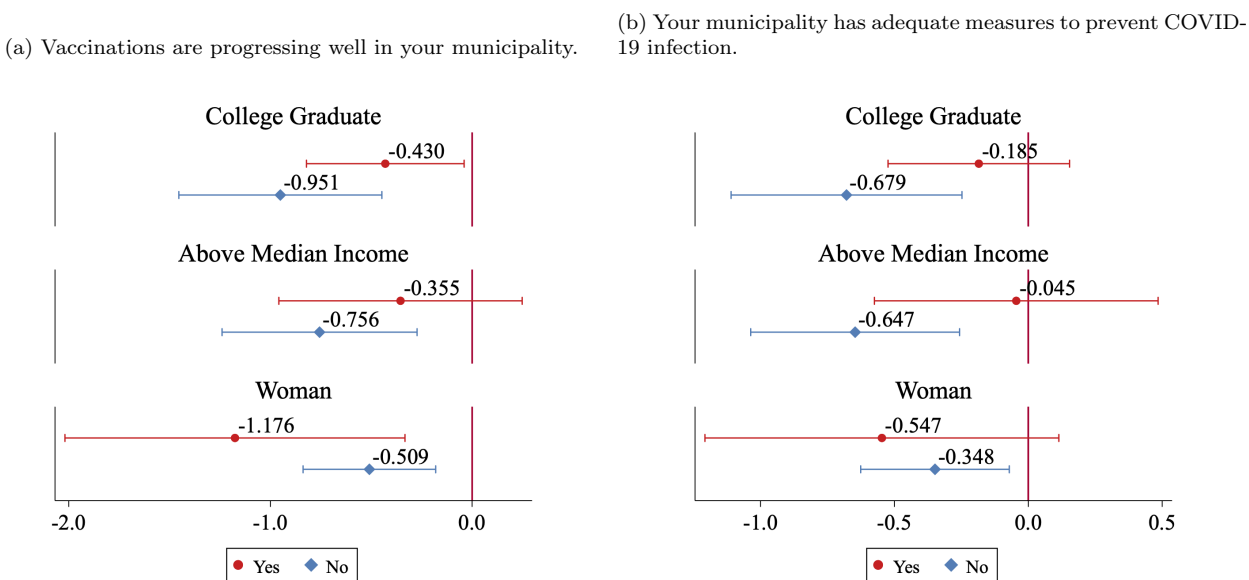 (a) Vaccinations are progressing well in your municipality.
College Graduate
-0.430
-0.951
Above Median Income
-0.355
-0.756
Woman
-1.176
-0.509
-2.0 -1.0 0.0
Yes No
(b) Your municipality has adequate measures to prevent COVID-
19 infection.
College Graduate
-0.185
-0.679
Above Median Income
-0.045
-0.647
Woman
-0.547
-0.348
-1.0 -0.5 0.0 0.5
Yes No